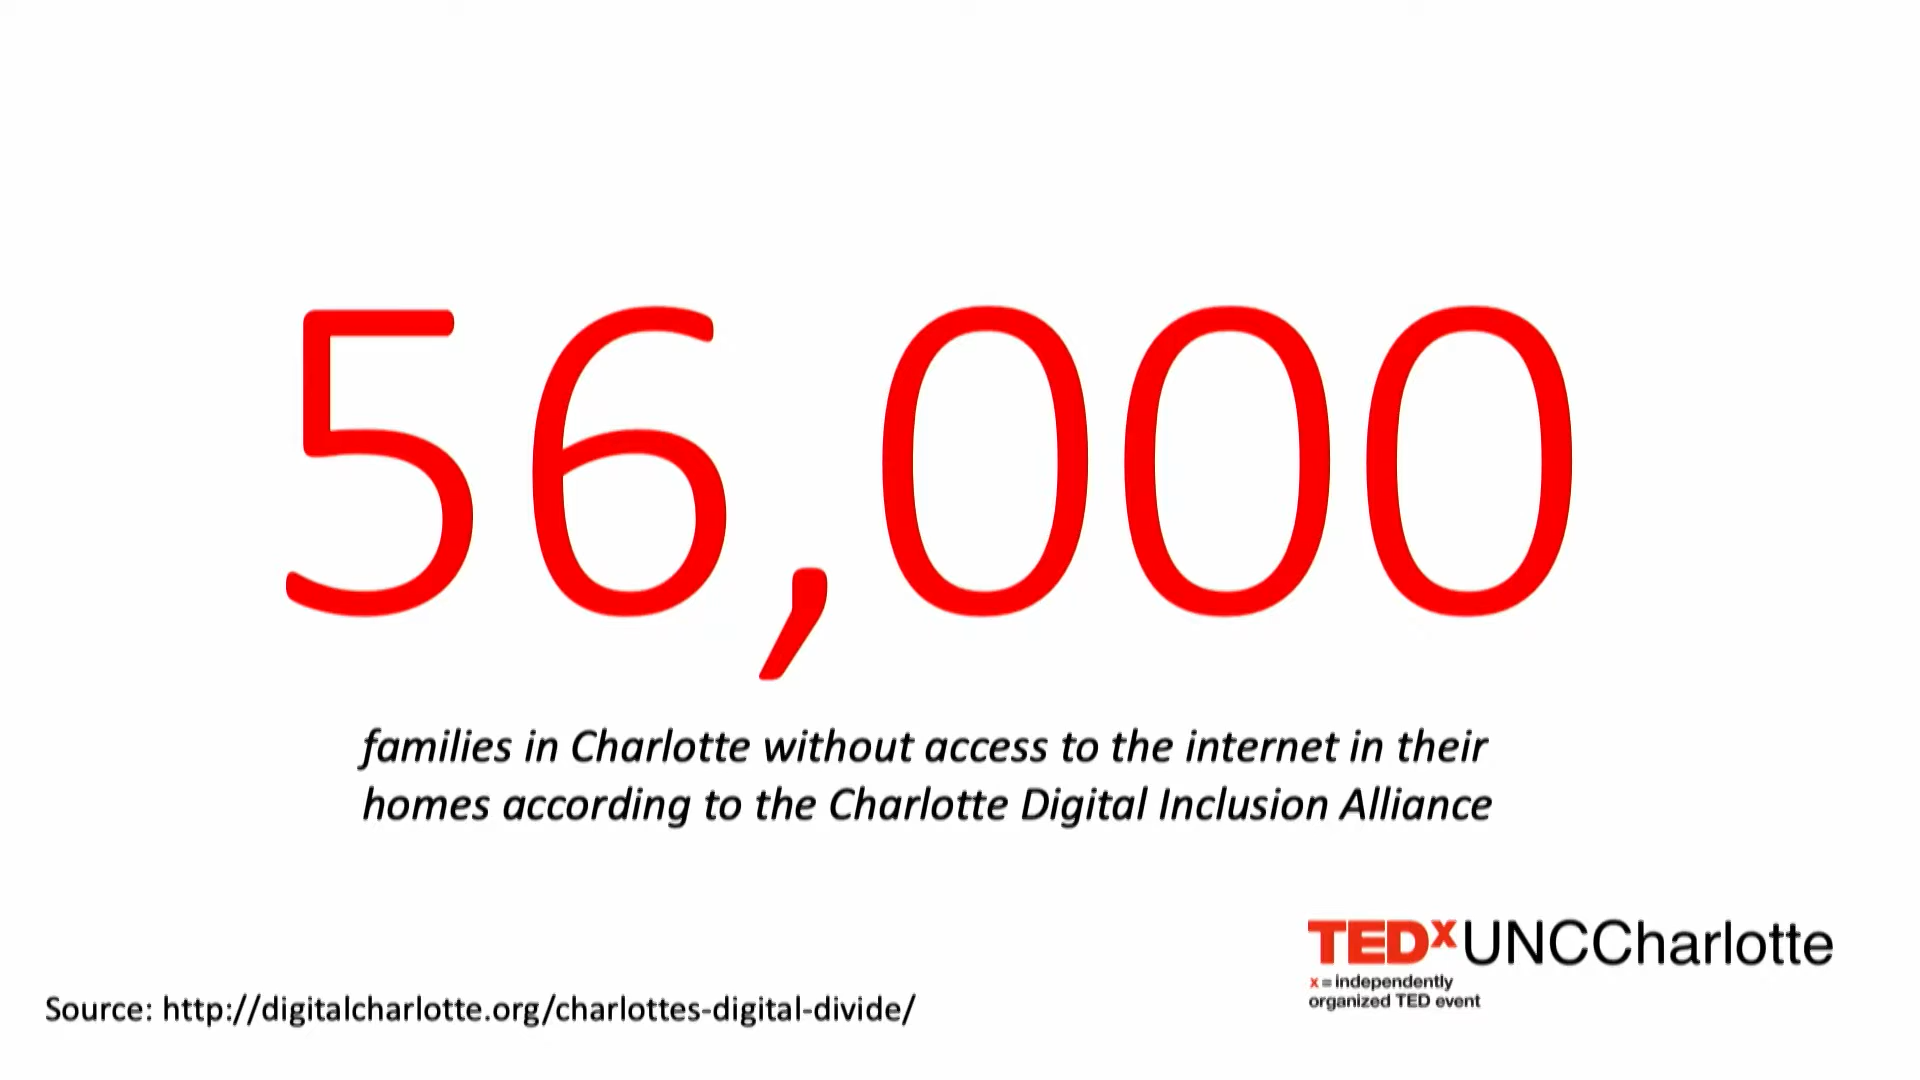 56,000
families in Charlotte without access to the internet in their
homes according to the Charlotte Digital Inclusion Alliance
TEDxUNCCharlotte
x = independently
organized TED event
Source: http://digitalcharlotte.org/charlottes-digital-divide/